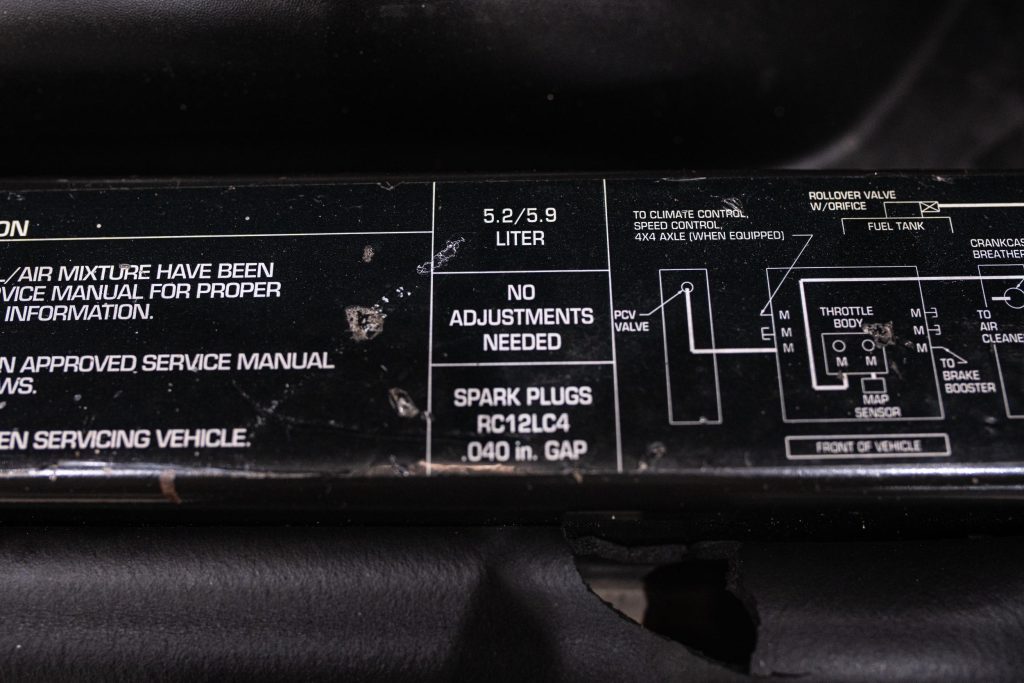 ON
L/AIR MIXTURE HAVE BEEN
VICE MANUAL FOR PROPER
INFORMATION.
N APPROVED SERVICE MANUAL
WS.
EN SERVICING VEHICLE.
5.2/5.9
LITER
NO
ADJUSTMENTS
NEEDED
SPARK PLUGS
RC12LC4
.040 in. GAP
TO CLIMATE CONTROL,
SPEED CONTROL,
4X4 AXLE (WHEN EQUIPPED)
ROLLOVER VALVE
W/ORIFICE
FUEL TANK
CRANKCAS
BREATHER
PCV
VALVE
M
M
M
THROTTLE
BODY
M
M
MAP
SENSOR
M
M
M
TO
BRAKE
BOOSTER
TO
AIR
CLEANE
FRONT OF VEHICLE